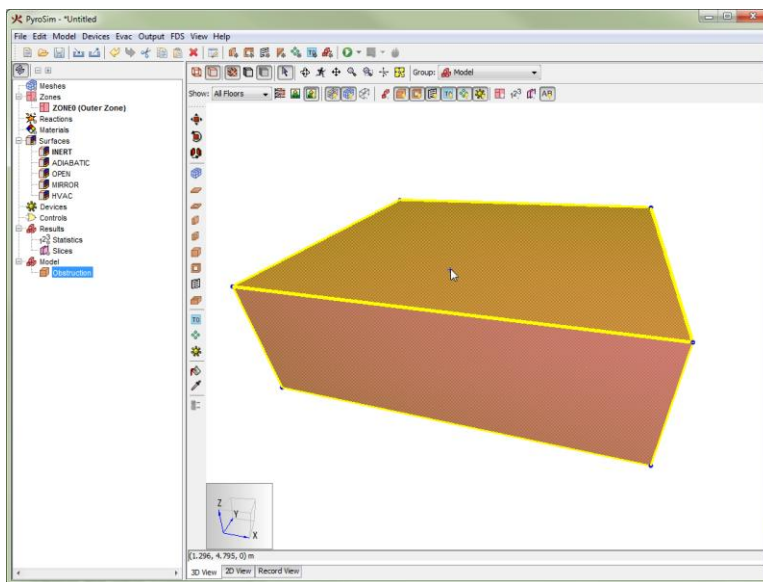 PyroSim - *Untitled
File Edit Model Devices Evac Output FDS View Help
Group: Model
Show: All Floors
Meshes
Zones
ZONE0 (Outer Zone)
Reactions
Materials
Surfaces
INERT
ADIABATIC
OPEN
MIRROR
HVAC
Devices
Controls
Results
Statistics
Slices
Model
Obstruction
Z
Y
X
(1.296, 4.795, 0) m
3D View 2D View Record View